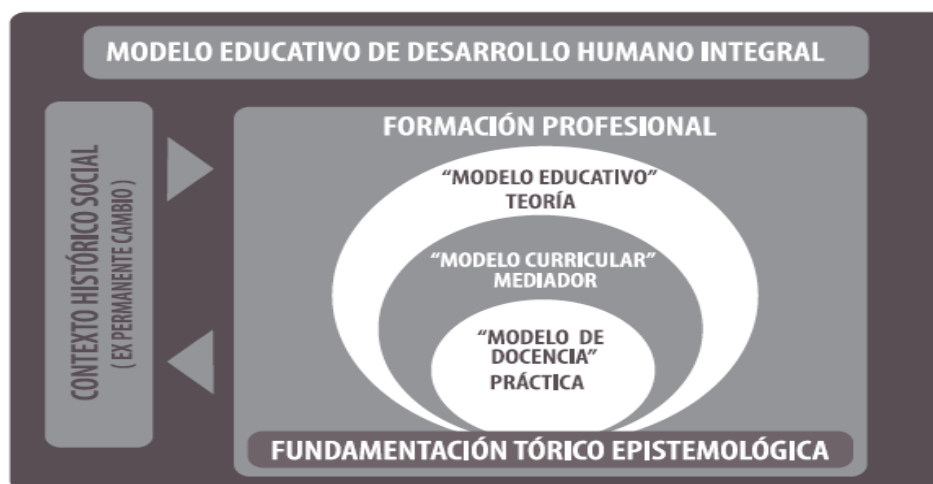 MODELO EDUCATIVO DE DESARROLLO HUMANO INTEGRAL
CONTEXTO HISTÓRICO SOCIAL
( EX PERMANENTE CAMBIO )
FORMACIÓN PROFESIONAL
“MODELO EDUCATIVO”
TEORÍA
“MODELO CURRICULAR”
MEDIADOR
“MODELO DE
DOCENCIA”
PRÁCTICA
FUNDAMENTACIÓN TÓRICO EPISTEMOLÓGICA